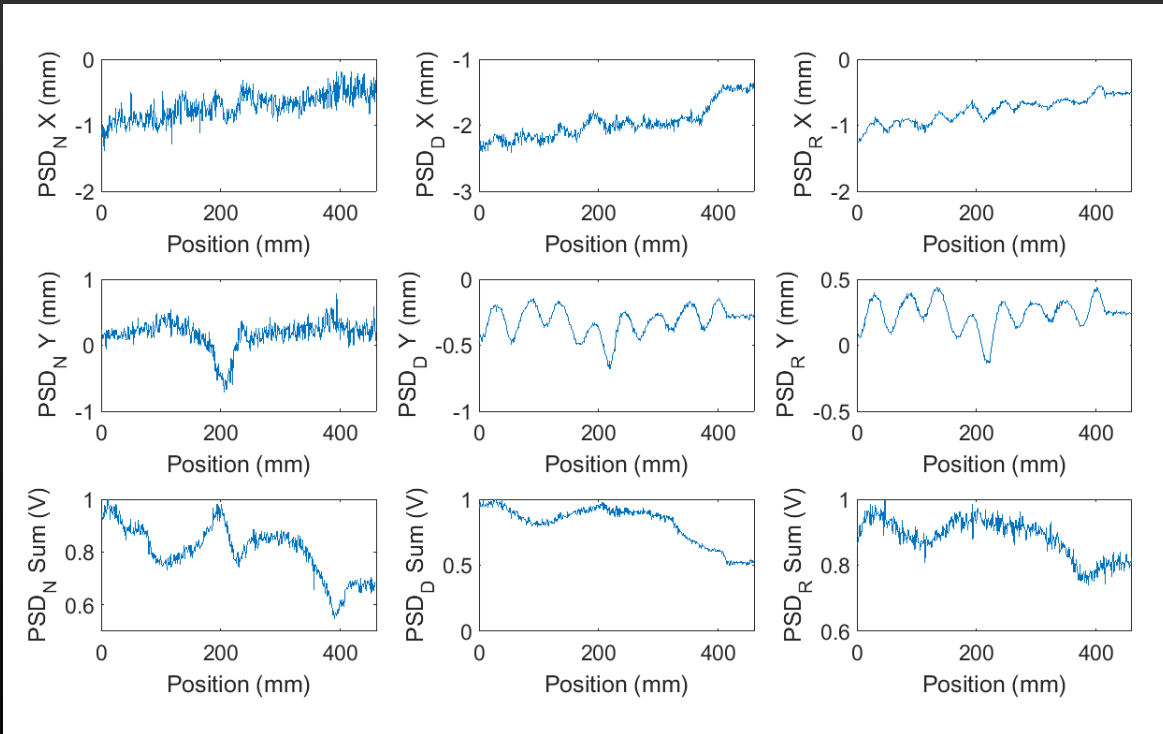 PSD_N X (mm)
0
-1
-2
0 200 400
Position (mm)
PSD_D X (mm)
-1
-2
-3
0 200 400
Position (mm)
PSD_R X (mm)
0
-1
-2
0 200 400
Position (mm)
PSD_N Y (mm)
1
0
-1
0 200 400
Position (mm)
PSD_D Y (mm)
0
-0.5
-1
0 200 400
Position (mm)
PSD_R Y (mm)
0.5
0
-0.5
0 200 400
Position (mm)
PSD_N Sum (V)
1
0.8
0.6
0 200 400
Position (mm)
PSD_D Sum (V)
1
0.5
0
0 200 400
Position (mm)
PSD_R Sum (V)
1
0.8
0.6
0 200 400
Position (mm)